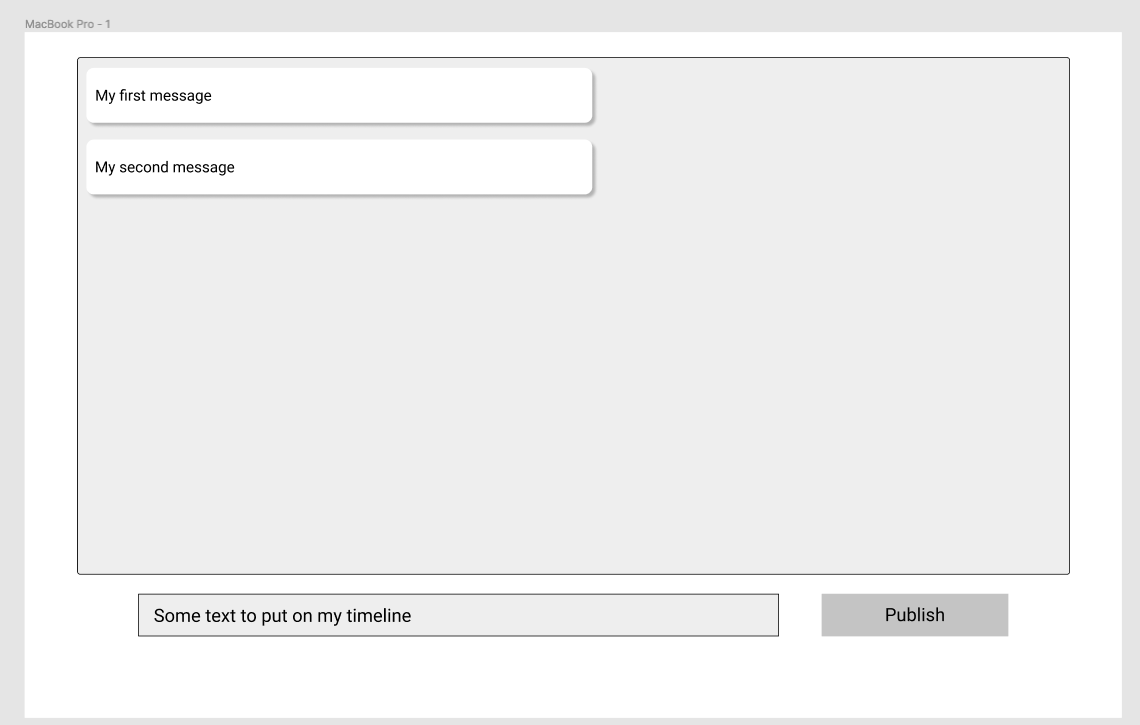 MacBook Pro - 1
My first message
My second message
Some text to put on my timeline
Publish